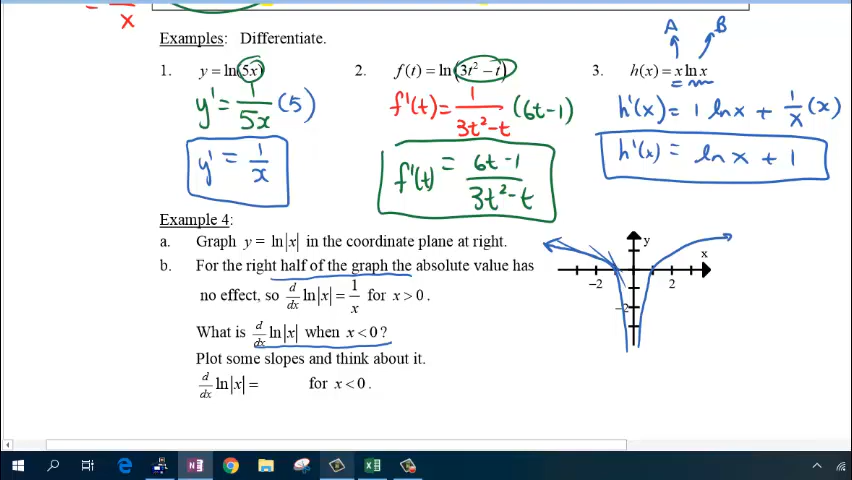 x
A B
Examples: Differentiate.
1. y = ln(5x) 2. f(t) = ln(3t² − t) 3. h(x) = x ln x
y' = 1/5x (5) f'(t) = 1/3t²−t (6t−1) h'(x) = 1 ln x + 1/x (x)
y' = 1/x f'(t) = 6t−1/3t²−t h'(x) = ln x + 1
Example 4:
a. Graph y = ln|x| in the coordinate plane at right.
b. For the right half of the graph the absolute value has
no effect, so d/dx ln|x| = 1/x for x > 0.
What is d/dx ln|x| when x < 0?
Plot some slopes and think about it.
d/dx ln|x| = for x < 0.
y
x
−2 2
−2